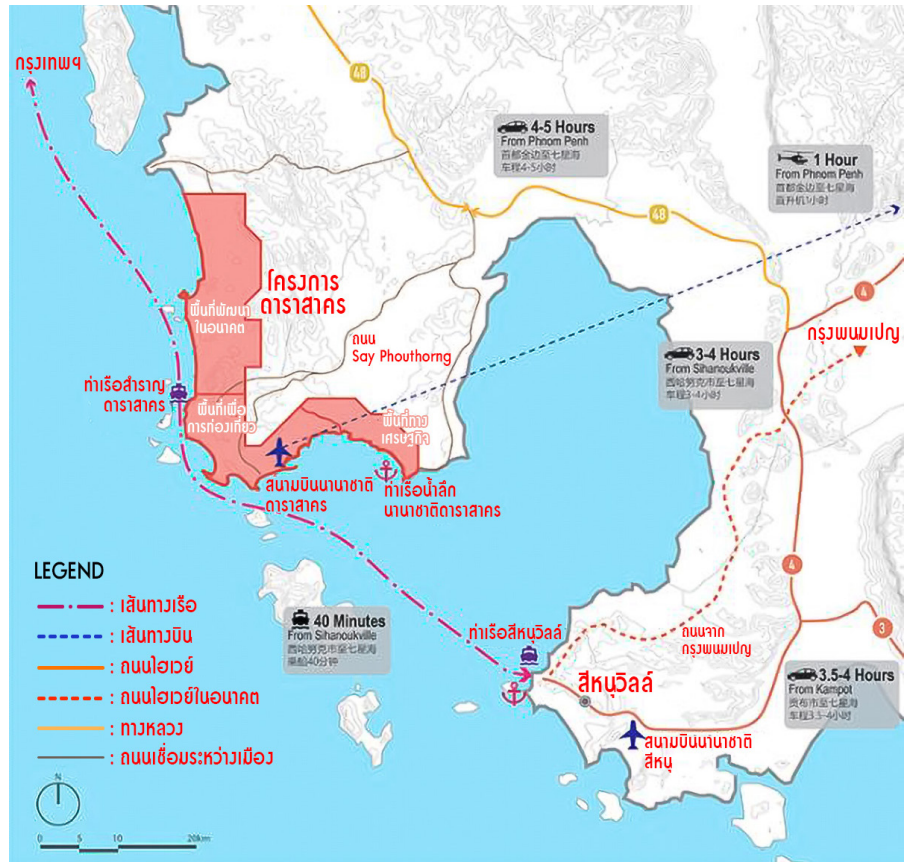 กรุงเทพฯ
48
4-5 Hours
From Phnom Penh
首都金边至七星海
车程4-5小时
1 Hour
From Phnom Penh
首都金边至七星海
直升机1小时
48
4
โครงการ
ดาราสาคร
พื้นที่พัฒนา
ในอนาคต
ถนน
Say Phouthorng
กรุงพนมเปญ
3-4 Hours
From Sihanoukville
西哈努克市至七星海
车程3-4小时
ท่าเรือสำราญ
ดาราสาคร
พื้นที่เพื่อ
การท่องเที่ยว
พื้นที่ทาง
เศรษฐกิจ
สนามบินนานาชาติ
ดาราสาคร
ท่าเรือน้ำลึก
นานาชาติดาราสาคร
LEGEND
: เส้นทางเรือ
: เส้นทางบิน
: ถนนไฮเวย์
: ถนนไฮเวย์ในอนาคต
: ทางหลวง
: ถนนเชื่อมระหว่างเมือง
40 Minutes
From Sihanoukville
西哈努克市至七星海
乘船40分钟
4
3
ท่าเรือสีหนุวิลล์
ถนนจาก
กรุงพนมเปญ
สีหนุวิลล์
3.5-4 Hours
From Kampot
贡布市至七星海
车程3.5-4小时
สนามบินนานาชาติ
สีหนุ
N
0 5 10 20km